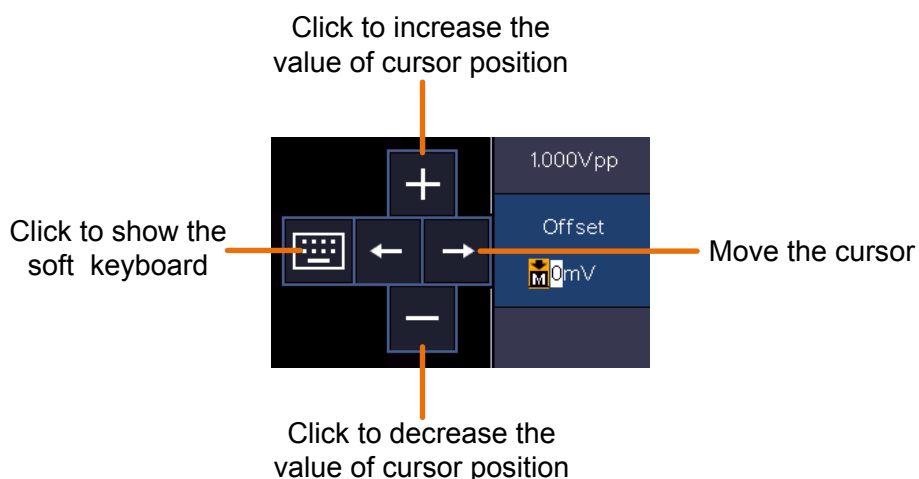 Click to increase the
value of cursor position
1.000Vpp
Click to show the
soft keyboard
Offset
M0mV
Move the cursor
Click to decrease the
value of cursor position